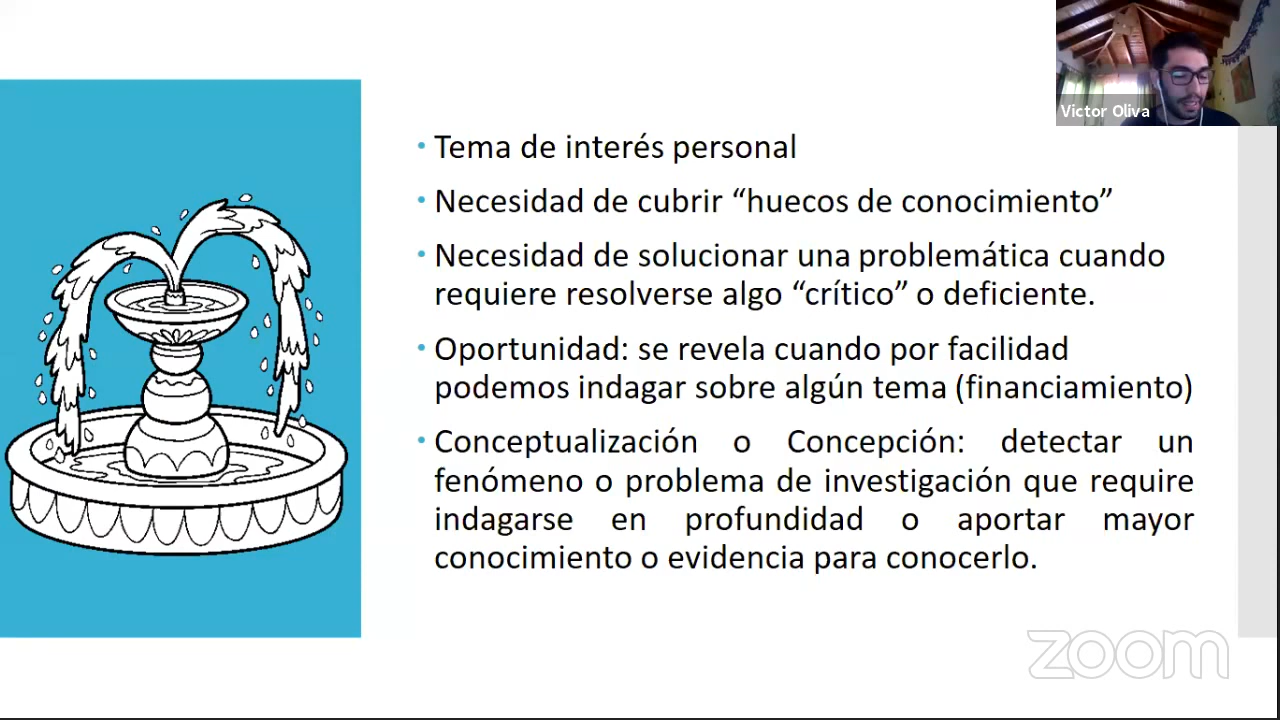 Victor Oliva
• Tema de interés personal
• Necesidad de cubrir “huecos de conocimiento”
• Necesidad de solucionar una problemática cuando
requiere resolverse algo “crítico” o deficiente.
• Oportunidad: se revela cuando por facilidad
podemos indagar sobre algún tema (financiamiento)
• Conceptualización o Concepción: detectar un
fenómeno o problema de investigación que require
indagarse en profundidad o aportar mayor
conocimiento o evidencia para conocerlo.
zoom